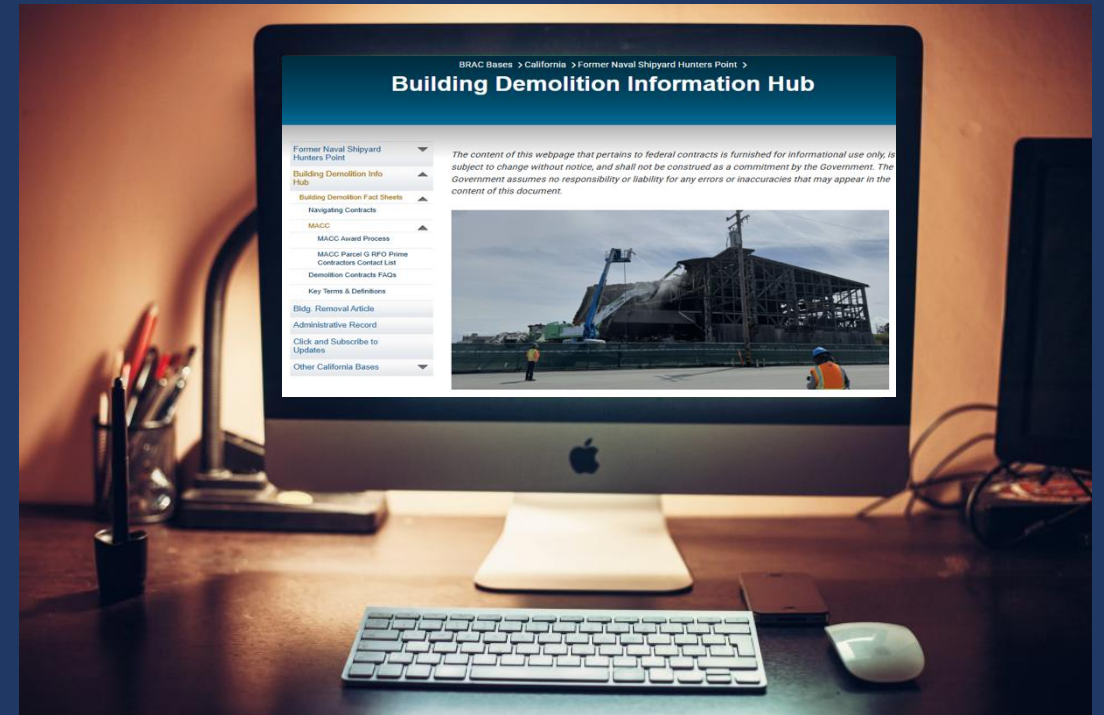 BRAC Bases > California > Former Naval Shipyard Hunters Point >
Building Demolition Information Hub
Former Naval Shipyard
Hunters Point
Building Demolition Info
Hub
Building Demolition Fact Sheets
Navigating Contracts
MACC
MACC Award Process
MACC Parcel G RFO Prime
Contractors Contact List
Demolition Contracts FAQs
Key Terms & Definitions
Bldg. Removal Article
Administrative Record
Click and Subscribe to
Updates
Other California Bases
The content of this webpage that pertains to federal contracts is furnished for informational use only, is
subject to change without notice, and shall not be construed as a commitment by the Government. The
Government assumes no responsibility or liability for any errors or inaccuracies that may appear in the
content of this document.